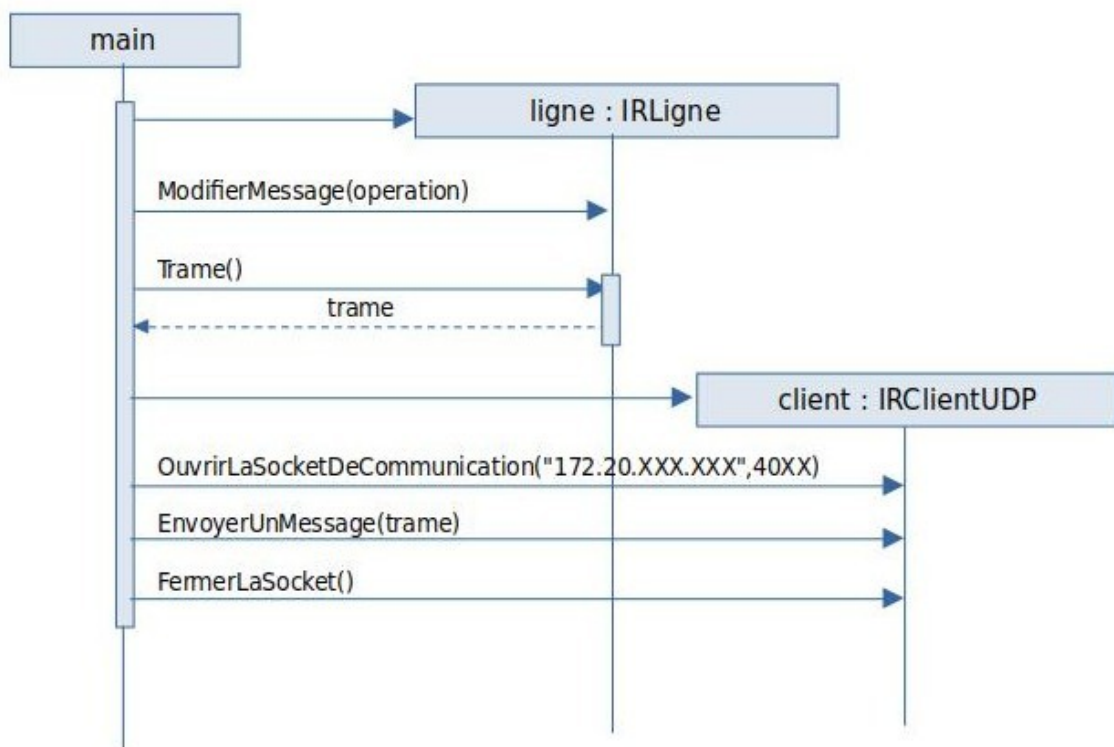 main
ligne : IRLigne
ModifierMessage(operation)
Trame()
trame
client : IRClientUDP
OuvrirLaSocketDeCommunication("172.20.XXX.XXX",40XX)
EnvoyerUnMessage(trame)
FermerLaSocket()